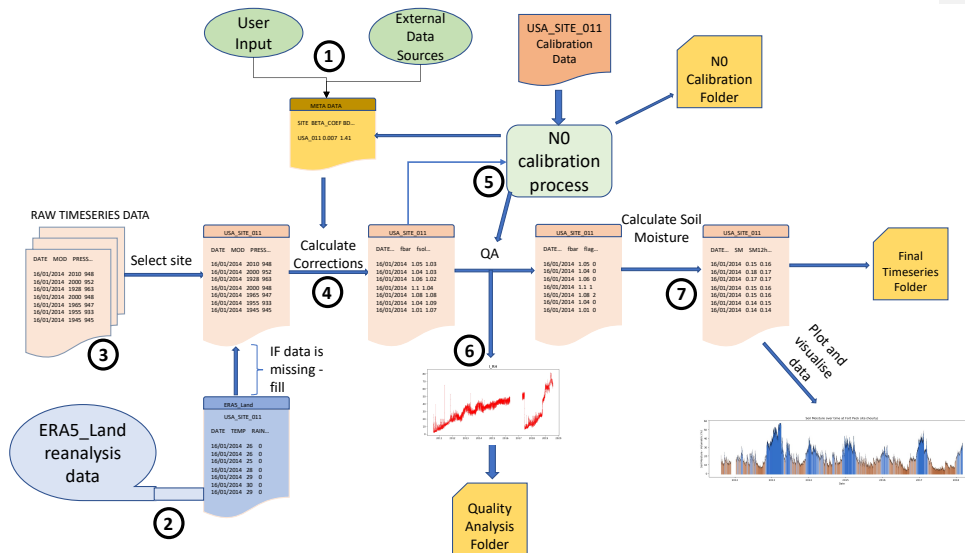 User
Input
External
Data
Sources
1
USA_SITE_011
Calibration
Data
N0
Calibration
Folder
META DATA
SITE BETA_COEF BD...
USA_011 0.007 1.41
N0
calibration
process
5
RAW TIMESERIES DATA
DATE MOD PRESS...
16/01/2014 2010 948
16/01/2014 2000 952
16/01/2014 1928 963
16/01/2014 2000 948
16/01/2014 1965 947
16/01/2014 1955 933
16/01/2014 1945 945
3
Select site
USA_SITE_011
DATE MOD PRESS...
16/01/2014 2010 948
16/01/2014 2000 952
16/01/2014 1928 963
16/01/2014 2000 948
16/01/2014 1965 947
16/01/2014 1955 933
16/01/2014 1945 945
Calculate
Corrections
4
USA_SITE_011
DATE... fbar fsol...
16/01/2014 1.05 1.03
16/01/2014 1.04 1.03
16/01/2014 1.06 1.02
16/01/2014 1.1 1.04
16/01/2014 1.08 1.08
16/01/2014 1.04 1.09
16/01/2014 1.01 1.07
QA
USA_SITE_011
DATE... fbar flag...
16/01/2014 1.05 0
16/01/2014 1.04 0
16/01/2014 1.06 0
16/01/2014 1.1 1
16/01/2014 1.08 2
16/01/2014 1.04 0
16/01/2014 1.01 0
Calculate Soil
Moisture
7
USA_SITE_011
DATE... SM SM12h...
16/01/2014 0.15 0.16
16/01/2014 0.18 0.17
16/01/2014 0.17 0.16
16/01/2014 0.15 0.16
16/01/2014 0.15 0.16
16/01/2014 0.14 0.15
16/01/2014 0.14 0.14
Final
Timeseries
Folder
IF data is
missing -
fill
ERA5_Land
reanalysis
data
2
ERA5_Land
USA_SITE_011
DATE TEMP RAIN...
16/01/2014 26 0
16/01/2014 26 0
16/01/2014 25 0
16/01/2014 28 0
16/01/2014 29 0
16/01/2014 30 0
16/01/2014 29 0
6
Quality
Analysis
Folder
Plot and
visualise
data